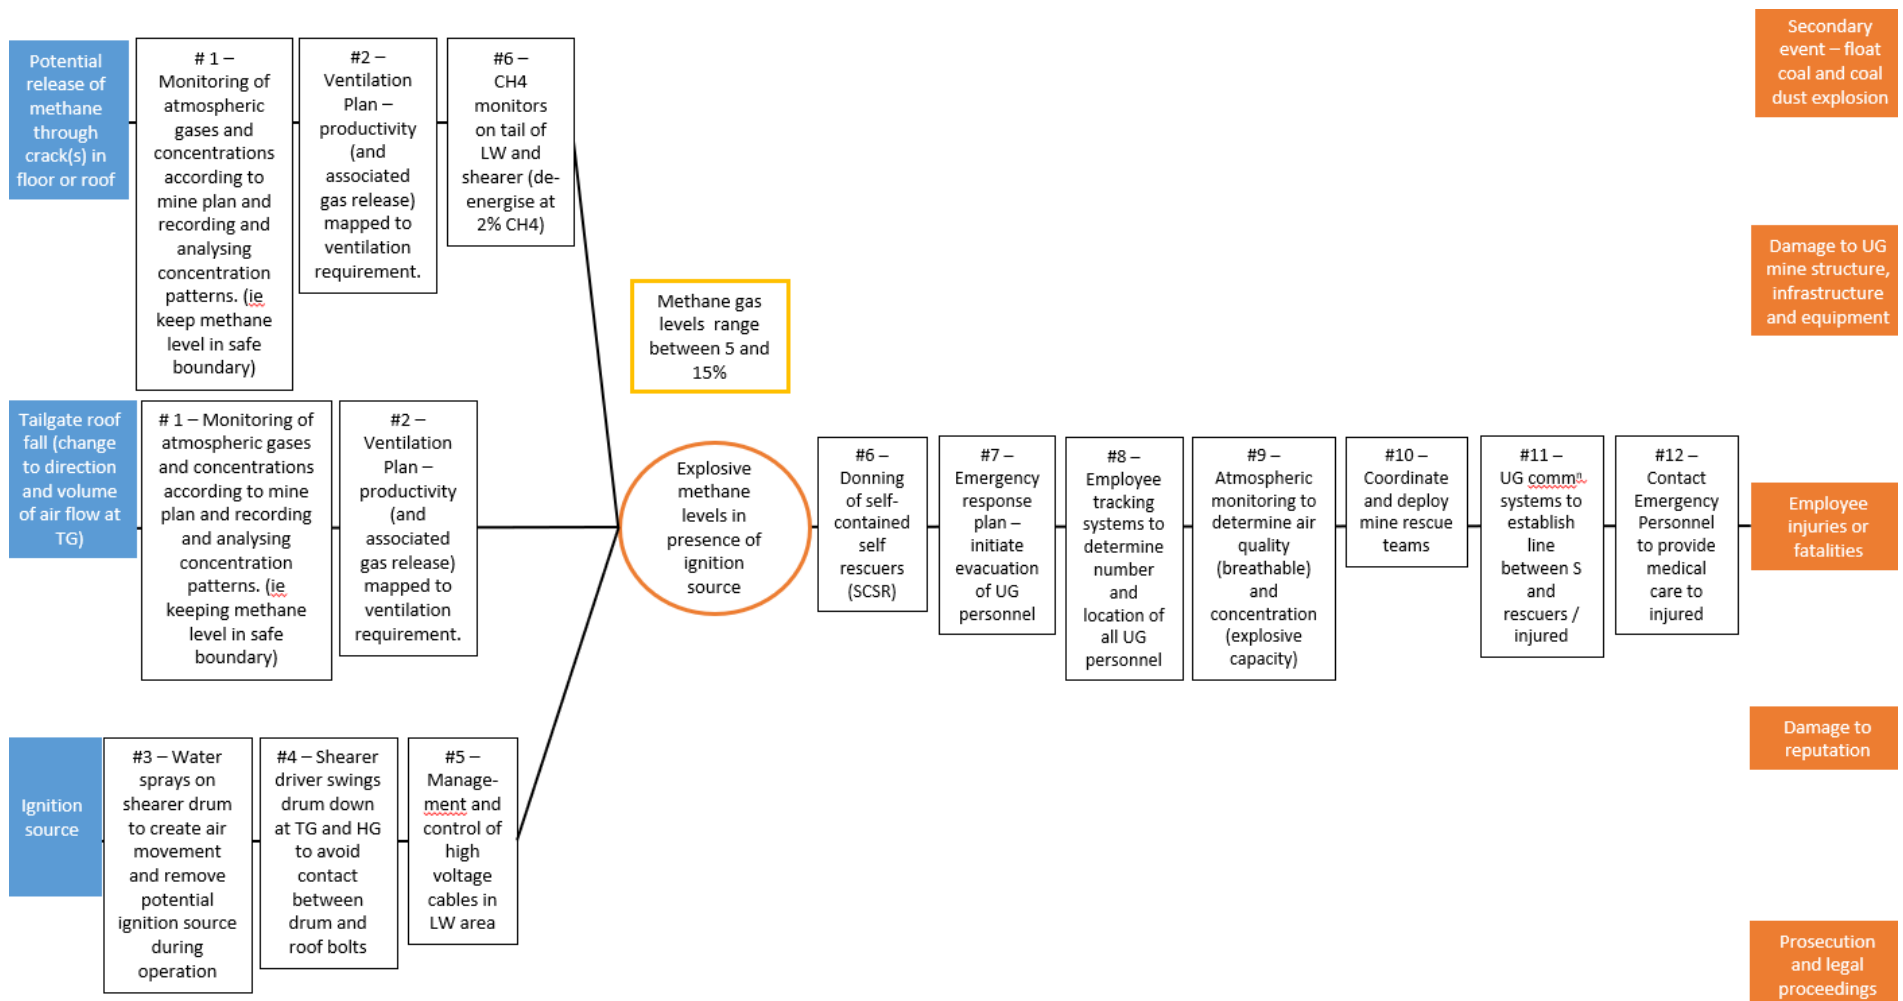 Potential
release of
methane
through
crack(s) in
floor or roof
# 1 –
Monitoring of
atmospheric
gases and
concentrations
according to
mine plan and
recording and
analysing
concentration
patterns. (ie
keep methane
level in safe
boundary)
#2 –
Ventilation
Plan –
productivity
(and
associated
gas release)
mapped to
ventilation
requirement.
#6 –
CH4
monitors
on tail of
LW and
shearer (de-
energise at
2% CH4)
Methane gas
levels range
between 5 and
15%
Secondary
event – float
coal and coal
dust explosion
Damage to UG
mine structure,
infrastructure
and equipment
Tailgate roof
fall (change
to direction
and volume
of air flow at
TG)
# 1 – Monitoring of
atmospheric gases
and concentrations
according to mine
plan and recording
and analysing
concentration
patterns. (ie
keeping methane
level in safe
boundary)
#2 –
Ventilation
Plan –
productivity
(and
associated
gas release)
mapped to
ventilation
requirement.
Explosive
methane
levels in
presence of
ignition
source
#6 –
Donning
of self-
contained
self
rescuers
(SCSR)
#7 –
Emergency
response
plan –
initiate
evacuation
of UG
personnel
#8 –
Employee
tracking
systems to
determine
number
and
location of
all UG
personnel
#9 –
Atmospheric
monitoring to
determine air
quality
(breathable)
and
concentration
(explosive
capacity)
#10 –
Coordinate
and deploy
mine rescue
teams
#11 –
UG commⁿ
systems to
establish
line
between S
and
rescuers /
injured
#12 –
Contact
Emergency
Personnel
to provide
medical
care to
injured
Employee
injuries or
fatalities
Damage to
reputation
Ignition
source
#3 – Water
sprays on
shearer drum
to create air
movement
and remove
potential
ignition source
during
operation
#4 – Shearer
driver swings
drum down
at TG and HG
to avoid
contact
between
drum and
roof bolts
#5 –
Manage-
ment and
control of
high
voltage
cables in
LW area
Prosecution
and legal
proceedings